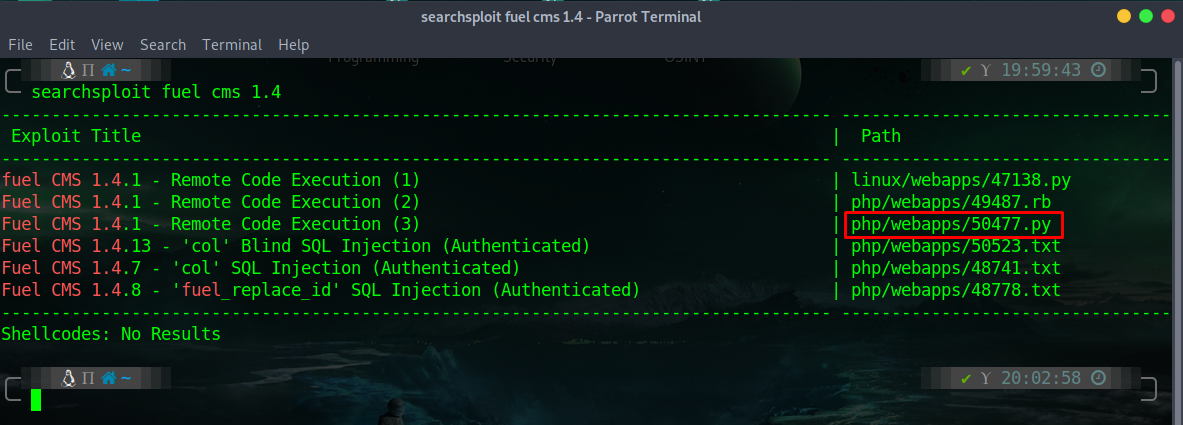 searchsploit fuel cms 1.4 - Parrot Terminal
File Edit View Search Terminal Help
Programming Security OSINT
~ 19:59:43
searchsploit fuel cms 1.4
Exploit Title | Path
fuel CMS 1.4.1 - Remote Code Execution (1) | linux/webapps/47138.py
Fuel CMS 1.4.1 - Remote Code Execution (2) | php/webapps/49487.rb
Fuel CMS 1.4.1 - Remote Code Execution (3) | php/webapps/50477.py
Fuel CMS 1.4.13 - 'col' Blind SQL Injection (Authenticated) | php/webapps/50523.txt
Fuel CMS 1.4.7 - 'col' SQL Injection (Authenticated) | php/webapps/48741.txt
Fuel CMS 1.4.8 - 'fuel_replace_id' SQL Injection (Authenticated) | php/webapps/48778.txt
Shellcodes: No Results
~ 20:02:58